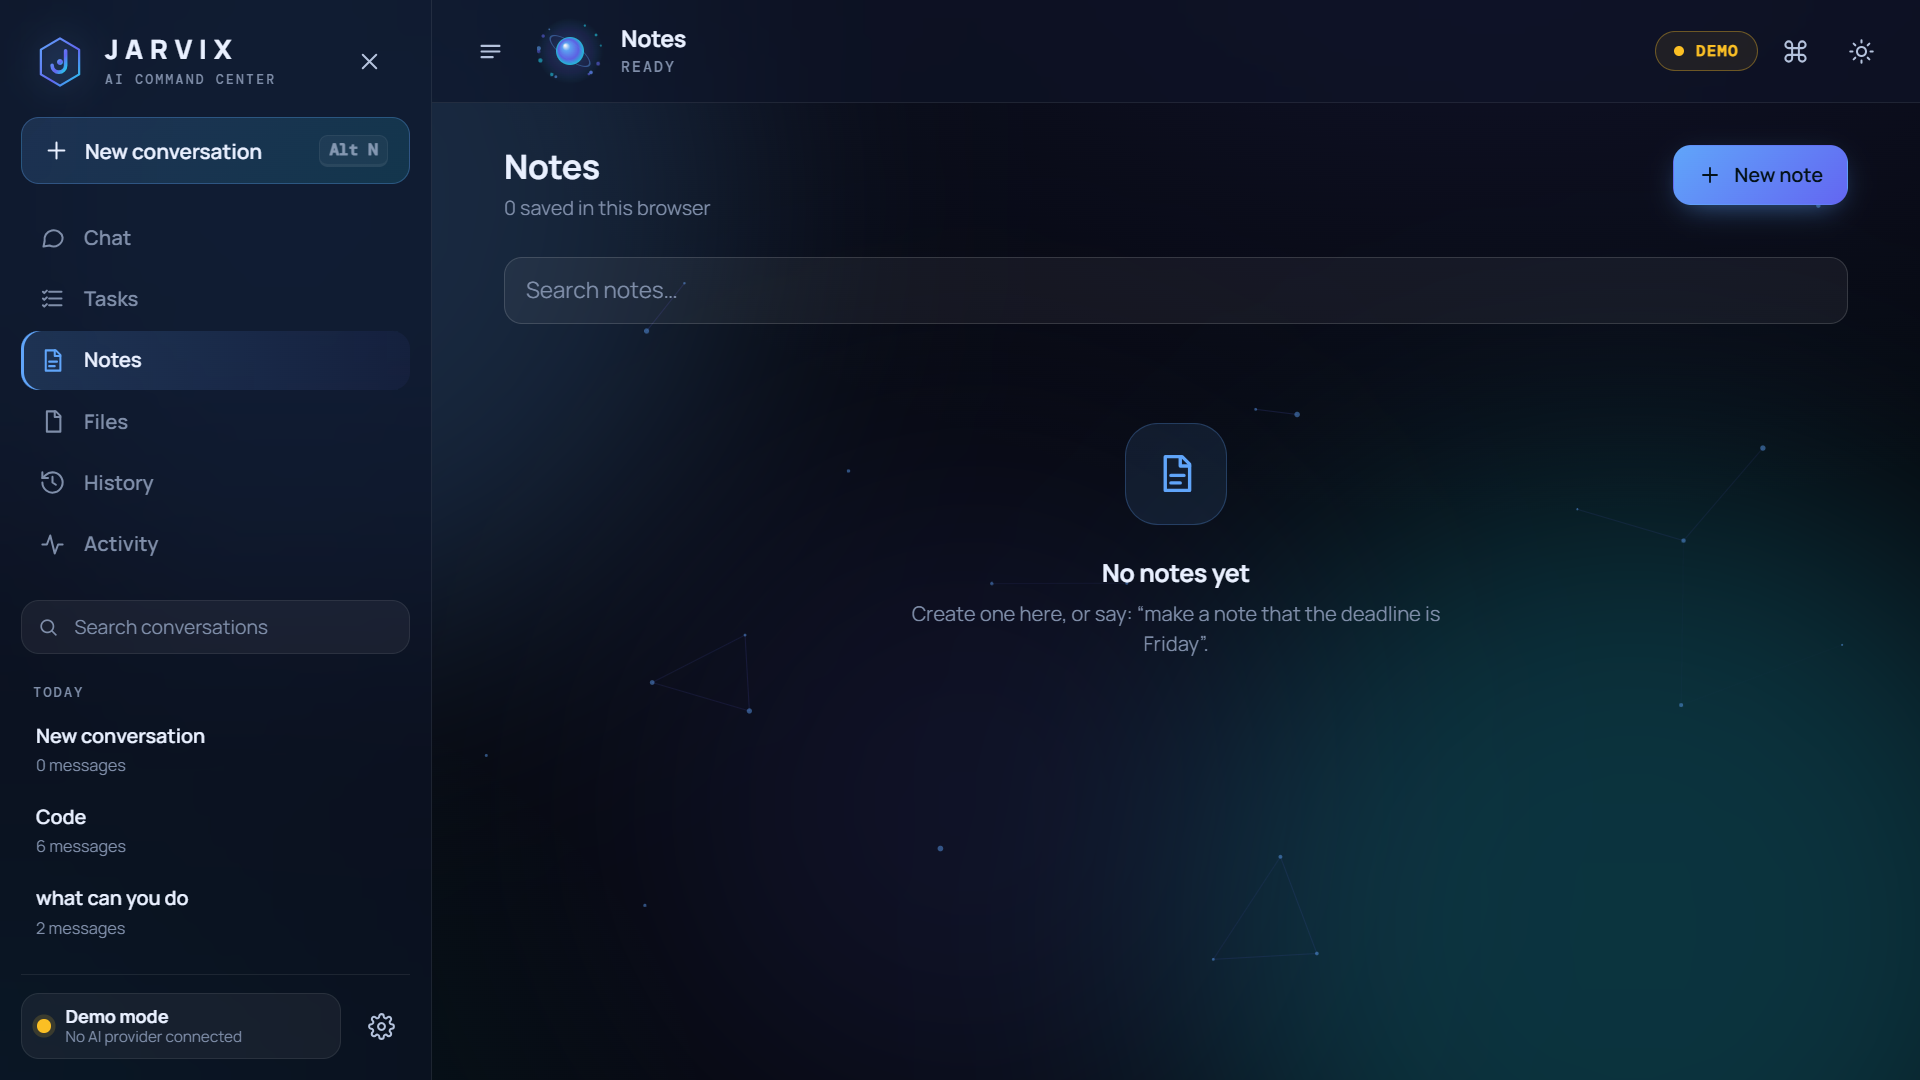 JARVIX
AI COMMAND CENTER
New conversation
Alt N
Chat
Tasks
Notes
Files
History
Activity
Search conversations
TODAY
New conversation
0 messages
Code
6 messages
what can you do
2 messages
Demo mode
No AI provider connected
Notes
READY
DEMO
Notes
0 saved in this browser
New note
Search notes...
No notes yet
Create one here, or say: “make a note that the deadline is
Friday”.